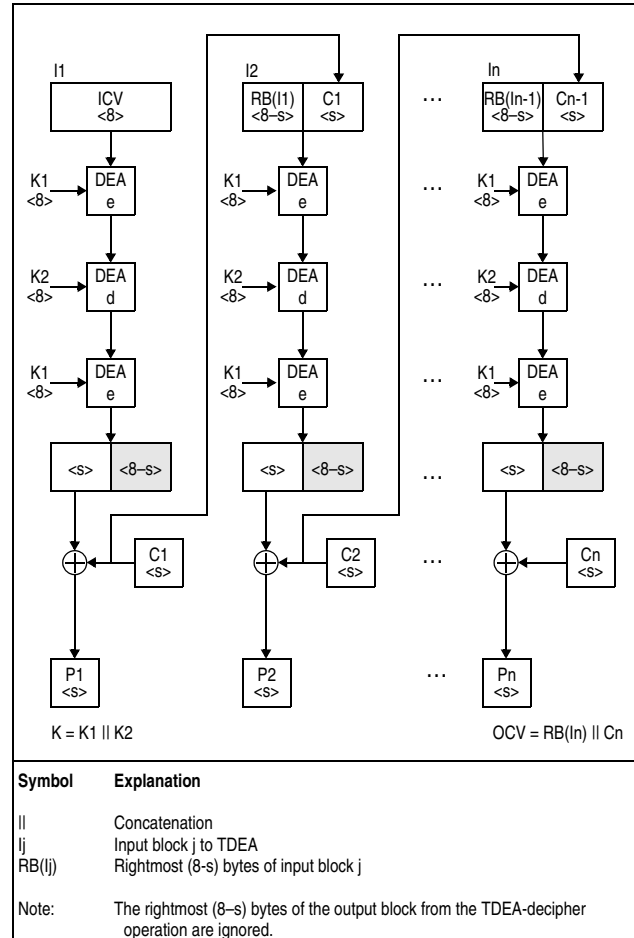 I1 I2 In
ICV RB(I1) C1 ... RB(In-1) Cn-1
<8> <8–s> <s> <8–s> <s>
K1 DEA K1 DEA ... K1 DEA
<8> e <8> e <8> e
K2 DEA K2 DEA ... K2 DEA
<8> d <8> d <8> d
K1 DEA K1 DEA ... K1 DEA
<8> e <8> e <8> e
<s> <8–s> <s> <8–s> ... <s> <8–s>
C1 C2 ... Cn
<s> <s> <s>
P1 P2 ... Pn
<s> <s> <s>
K = K1 || K2 OCV = RB(In) || Cn
Symbol Explanation
|| Concatenation
Ij Input block j to TDEA
RB(Ij) Rightmost (8-s) bytes of input block j
Note: The rightmost (8–s) bytes of the output block from the TDEA-decipher
operation are ignored.